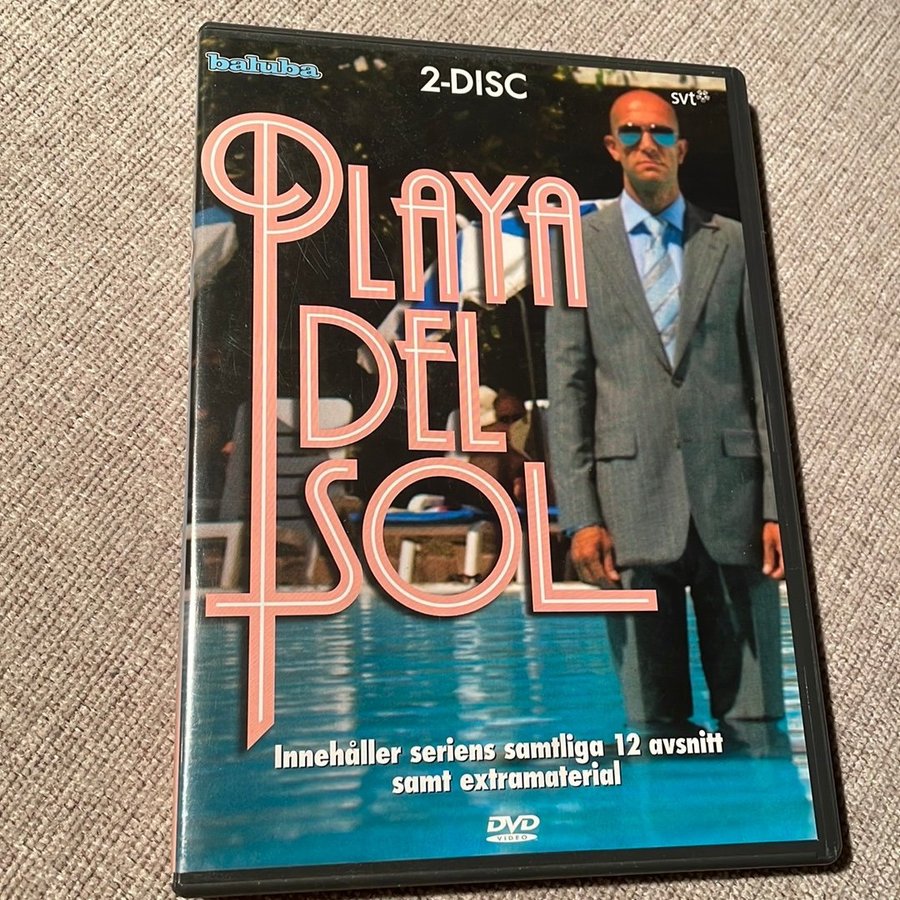 baluba
2-DISC
svt
PLAYA
DEL
SOL
Innehåller seriens samtliga 12 avsnitt
samt extramaterial
DVD
VIDEO